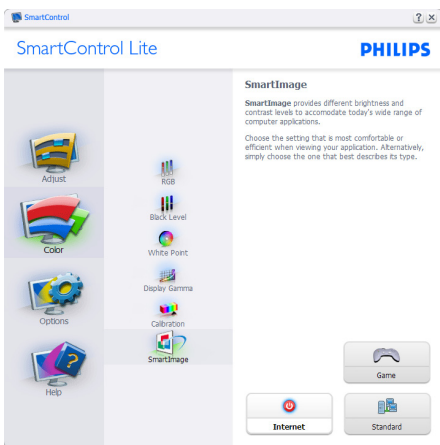 SmartControl
SmartControl Lite
PHILIPS
Adjust
Color
Options
Help
RGB
Black Level
White Point
Display Gamma
Calibration
SmartImage
SmartImage
SmartImage provides different brightness and
contrast levels to accomodate today's wide range of
computer applications.
Choose the setting that is most comfortable or
efficient when viewing your application. Alternatively,
simply choose the one that best describes its type.
Game
Internet
Standard